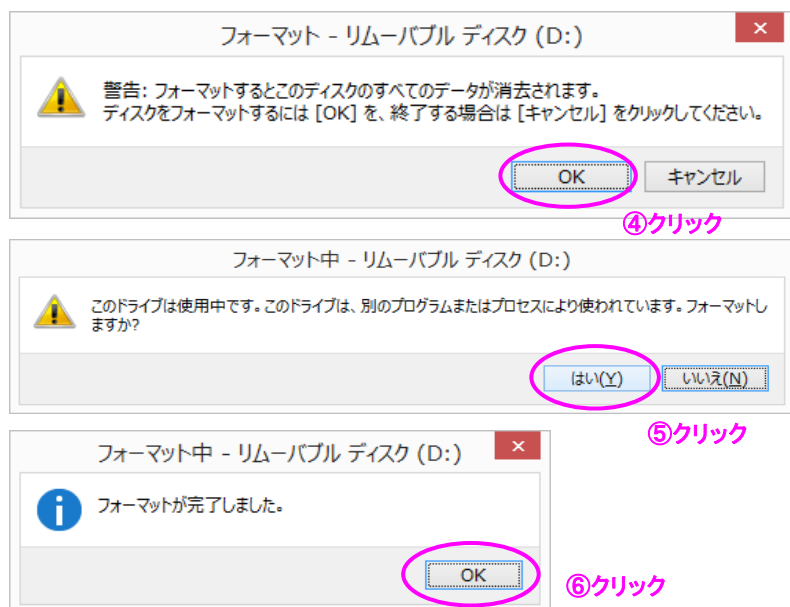 フォーマット - リムーバブル ディスク (D:)
警告: フォーマットするとこのディスクのすべてのデータが消去されます。
ディスクをフォーマットするには [OK] を、終了する場合は [キャンセル] をクリックしてください。
OK キャンセル
④クリック
フォーマット中 - リムーバブル ディスク (D:)
このドライブは使用中です。このドライブは、別のプログラムまたはプロセスにより使われています。フォーマットし
ますか?
はい(Y) いいえ(N)
⑤クリック
フォーマット中 - リムーバブル ディスク (D:)
フォーマットが完了しました。
OK
⑥クリック